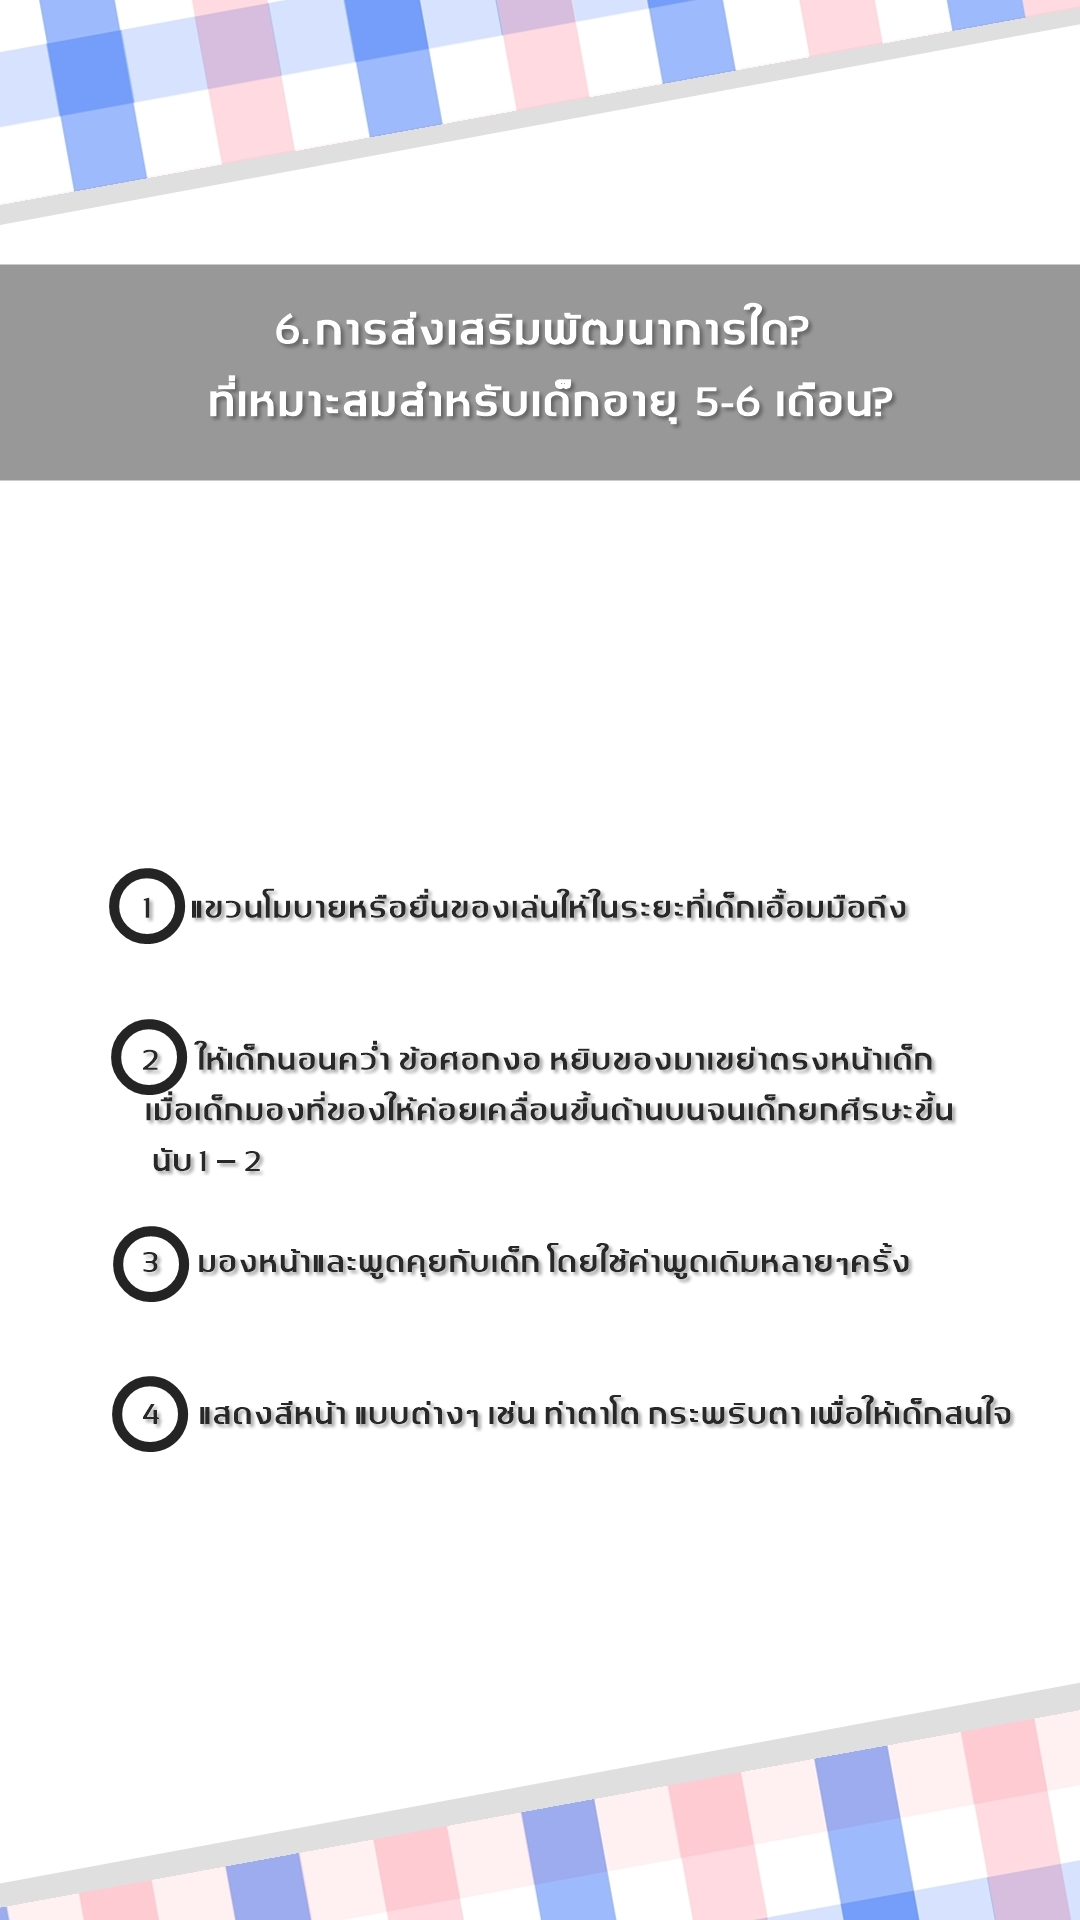 6.การส่งเสริมพัฒนาการใด?
ที่เหมาะสมสำหรับเด็กอายุ 5-6 เดือน?
1 แขวนโมบายหรือยื่นของเล่นให้ในระยะที่เด็กเอื้อมมือถึง
2 ให้เด็กนอนคว่ำ ข้อศอกงอ หยิบของมาเขย่าตรงหน้าเด็ก
เมื่อเด็กมองที่ของให้ค่อยเคลื่อนขึ้นด้านบนจนเด็กยกศีรษะขึ้น
นับ 1 – 2
3 มองหน้าและพูดคุยกับเด็ก โดยใช้คำพูดเดิมหลายๆครั้ง
4 แสดงสีหน้า แบบต่างๆ เช่น ทำตาโต กระพริบตา เพื่อให้เด็กสนใจ